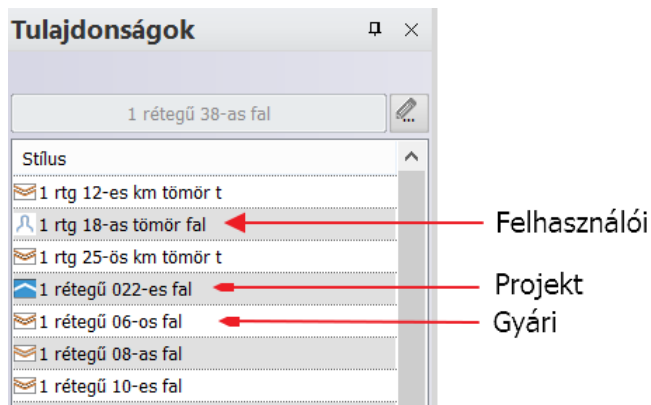 Tulajdonságok
1 rétegű 38-as fal
Stílus
1 rtg 12-es km tömör t
1 rtg 18-as tömör fal
Felhasználói
1 rtg 25-ös km tömör t
1 rétegű 022-es fal
Projekt
1 rétegű 06-os fal
Gyári
1 rétegű 08-as fal
1 rétegű 10-es fal